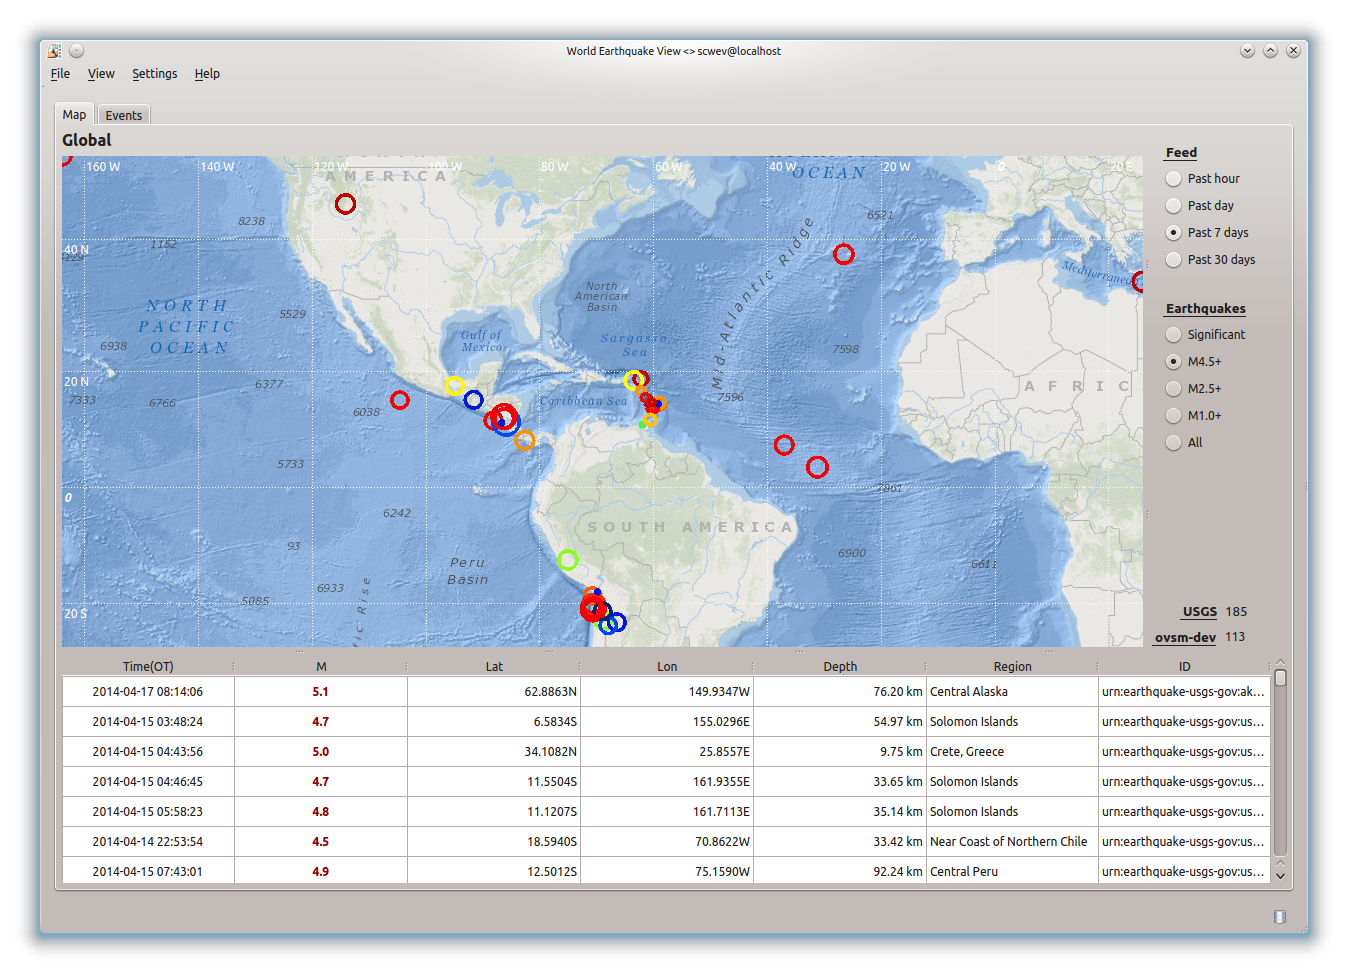 World Earthquake View <> scwev@localhost
File View Settings Help
Map Events
Global
Feed
Past hour
Past day
Past 7 days
Past 30 days
Earthquakes
Significant
M4.5+
M2.5+
M1.0+
All
USGS 185
ovsm-dev 113
160 W 140 W 120 W 100 W 80 W 60 W 40 W 20 W 20 E
AMERICA
OCEAN
8238
6521
1152
40 N
Mediterranean
NORTH
PACIFIC
OCEAN
North
American
Basin
Mid-Atlantic Ridge
5529
Gulf of
Mexico
Sargasso
Sea
6938
7598
20 N
6377
AFRIC
7333
6766
6038
Caribbean Sea
7596
5733
0
7861
6242
SOUTH AMERICA
93
Peru
Basin
6900
6611
6933
5085
20 S
Time(OT) M Lat Lon Depth Region ID
2014-04-17 08:14:06 5.1 62.8863N 149.9347W 76.20 km Central Alaska urn:earthquake-usgs-gov:ak...
2014-04-15 03:48:24 4.7 6.5834S 155.0296E 54.97 km Solomon Islands urn:earthquake-usgs-gov:us...
2014-04-15 04:43:56 5.0 34.1082N 25.8557E 9.75 km Crete, Greece urn:earthquake-usgs-gov:us...
2014-04-15 04:46:45 4.7 11.5504S 161.9355E 33.65 km Solomon Islands urn:earthquake-usgs-gov:us...
2014-04-15 05:58:23 4.8 11.1207S 161.7113E 35.14 km Solomon Islands urn:earthquake-usgs-gov:us...
2014-04-14 22:53:54 4.5 18.5940S 70.8622W 33.42 km Near Coast of Northern Chile urn:earthquake-usgs-gov:us...
2014-04-15 07:43:01 4.9 12.5012S 75.1590W 92.24 km Central Peru urn:earthquake-usgs-gov:us...